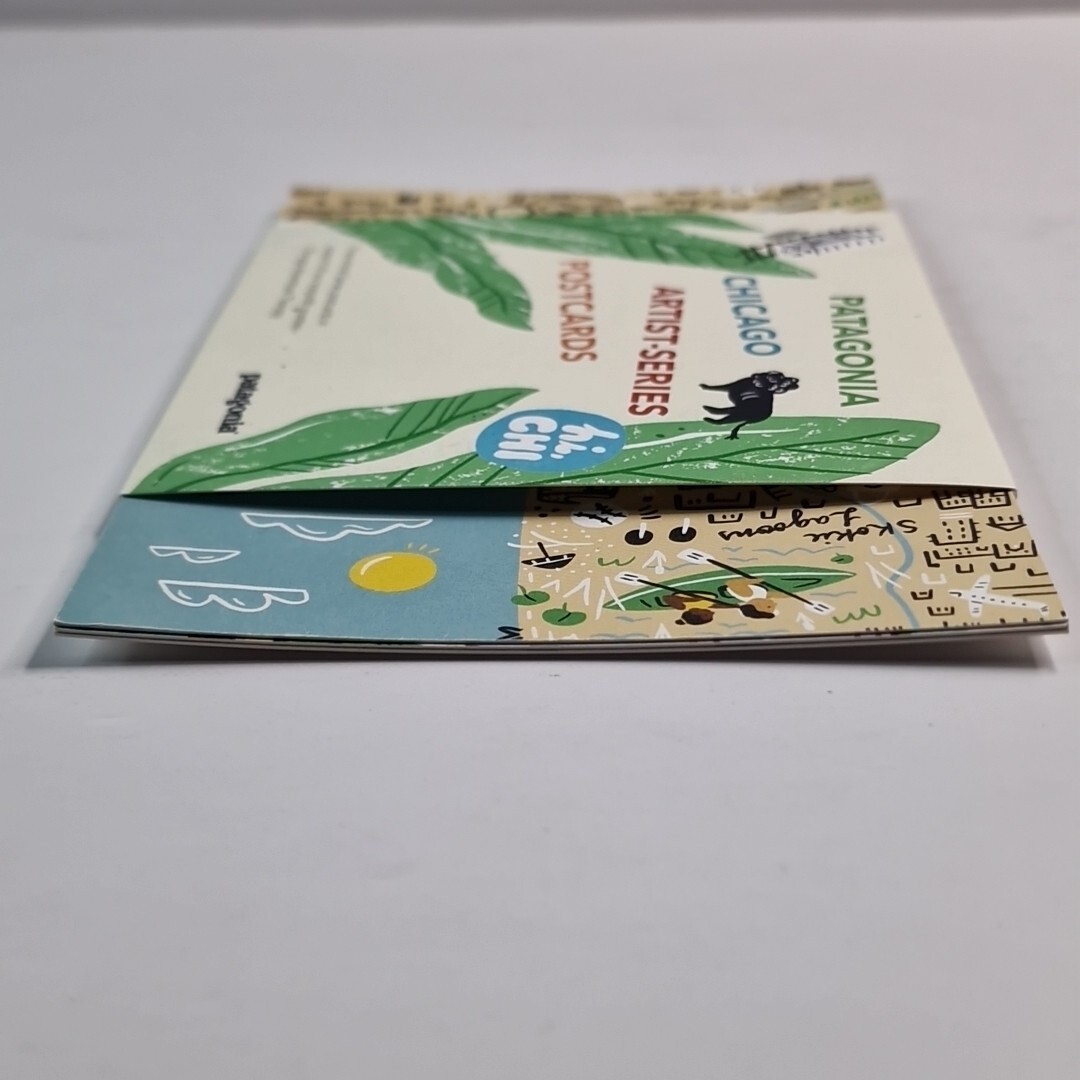 PATAGONIA
CHICAGO
ARTIST-SERIES
POSTCARDS
hi,
CHI
patagonia
Skokie
Lagoons